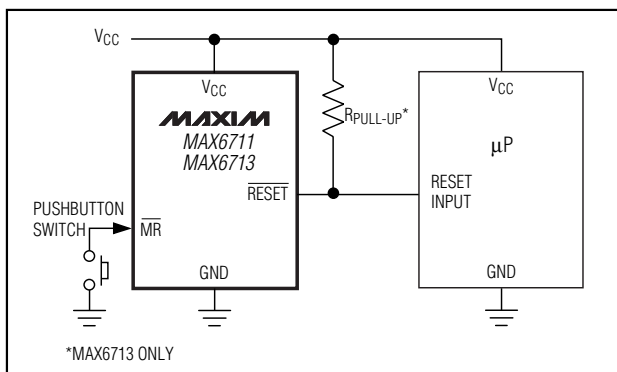 VCC
VCC
VCC
MAXIM
MAX6711
MAX6713
RPULL-UP*
µP
RESET
RESET
INPUT
PUSHBUTTON
SWITCH
MR
GND
GND
*MAX6713 ONLY